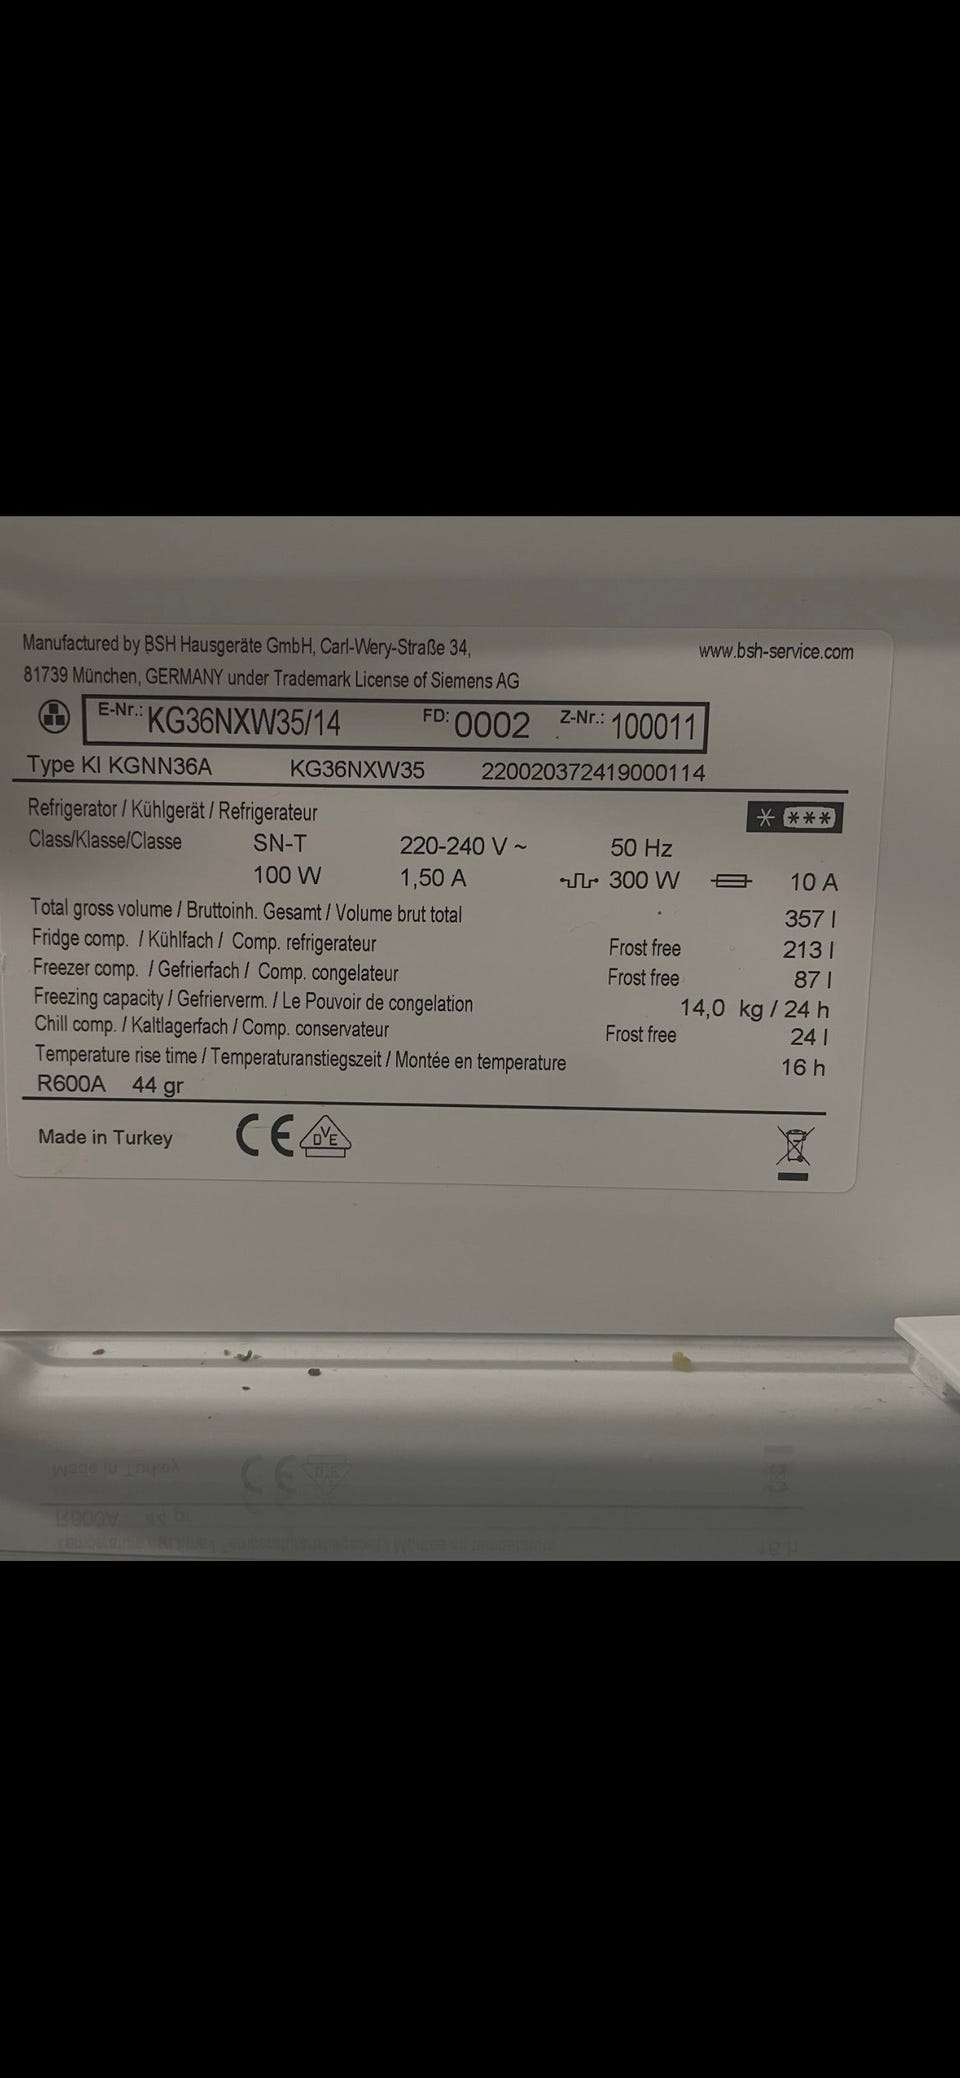 Manufactured by BSH Hausgeräte GmbH, Carl-Wery-Straße 34, www.bsh-service.com
81739 München, GERMANY under Trademark License of Siemens AG
E-Nr.: KG36NXW35/14 FD: 0002 Z-Nr.: 100011
Type KI KGNN36A KG36NXW35 220020372419000114
Refrigerator / Kühlgerät / Refrigerateur * ***
Class/Klasse/Classe SN-T 220-240 V ~ 50 Hz
100 W 1,50 A 300 W 10 A
Total gross volume / Bruttoinh. Gesamt / Volume brut total 357 l
Fridge comp. / Kühlfach / Comp. refrigerateur Frost free 213 l
Freezer comp. / Gefrierfach / Comp. congelateur Frost free 87 l
Freezing capacity / Gefrierverm. / Le Pouvoir de congelation 14,0 kg / 24 h
Chill comp. / Kaltlagerfach / Comp. conservateur Frost free 24 l
Temperature rise time / Temperaturanstiegszeit / Montée en temperature 16 h
R600A 44 gr
Made in Turkey CE DVE